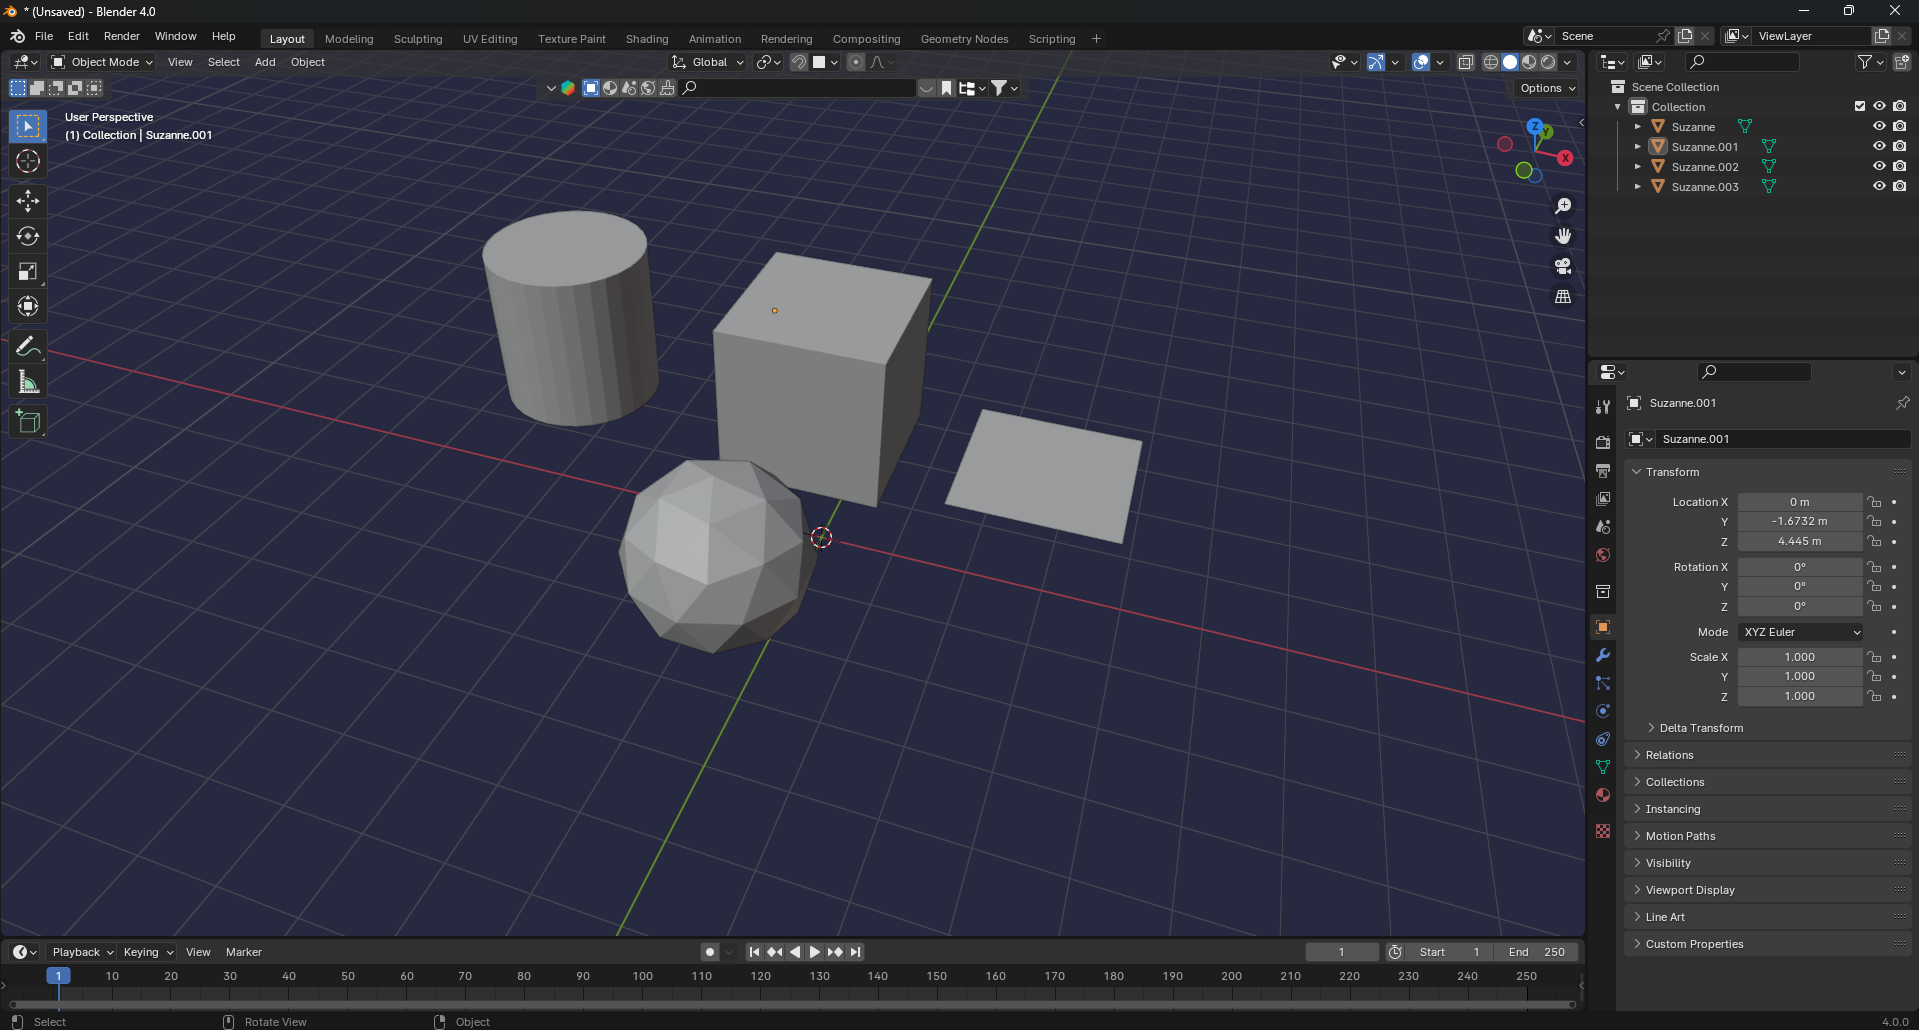 * (Unsaved) - Blender 4.0
File Edit Render Window Help
Layout Modeling Sculpting UV Editing Texture Paint Shading Animation Rendering Compositing Geometry Nodes Scripting +
Scene
ViewLayer
Object Mode View Select Add Object
Global
Options
User Perspective
(1) Collection | Suzanne.001
Z
Y
X
Scene Collection
Collection
Suzanne
Suzanne.001
Suzanne.002
Suzanne.003
Suzanne.001
Suzanne.001
Transform
Location X 0 m
Y -1.6732 m
Z 4.445 m
Rotation X 0°
Y 0°
Z 0°
Mode XYZ Euler
Scale X 1.000
Y 1.000
Z 1.000
Delta Transform
Relations
Collections
Instancing
Motion Paths
Visibility
Viewport Display
Line Art
Custom Properties
Playback Keying View Marker
1 Start 1 End 250
1 10 20 30 40 50 60 70 80 90 100 110 120 130 140 150 160 170 180 190 200 210 220 230 240 250
Select Rotate View Object
4.0.0